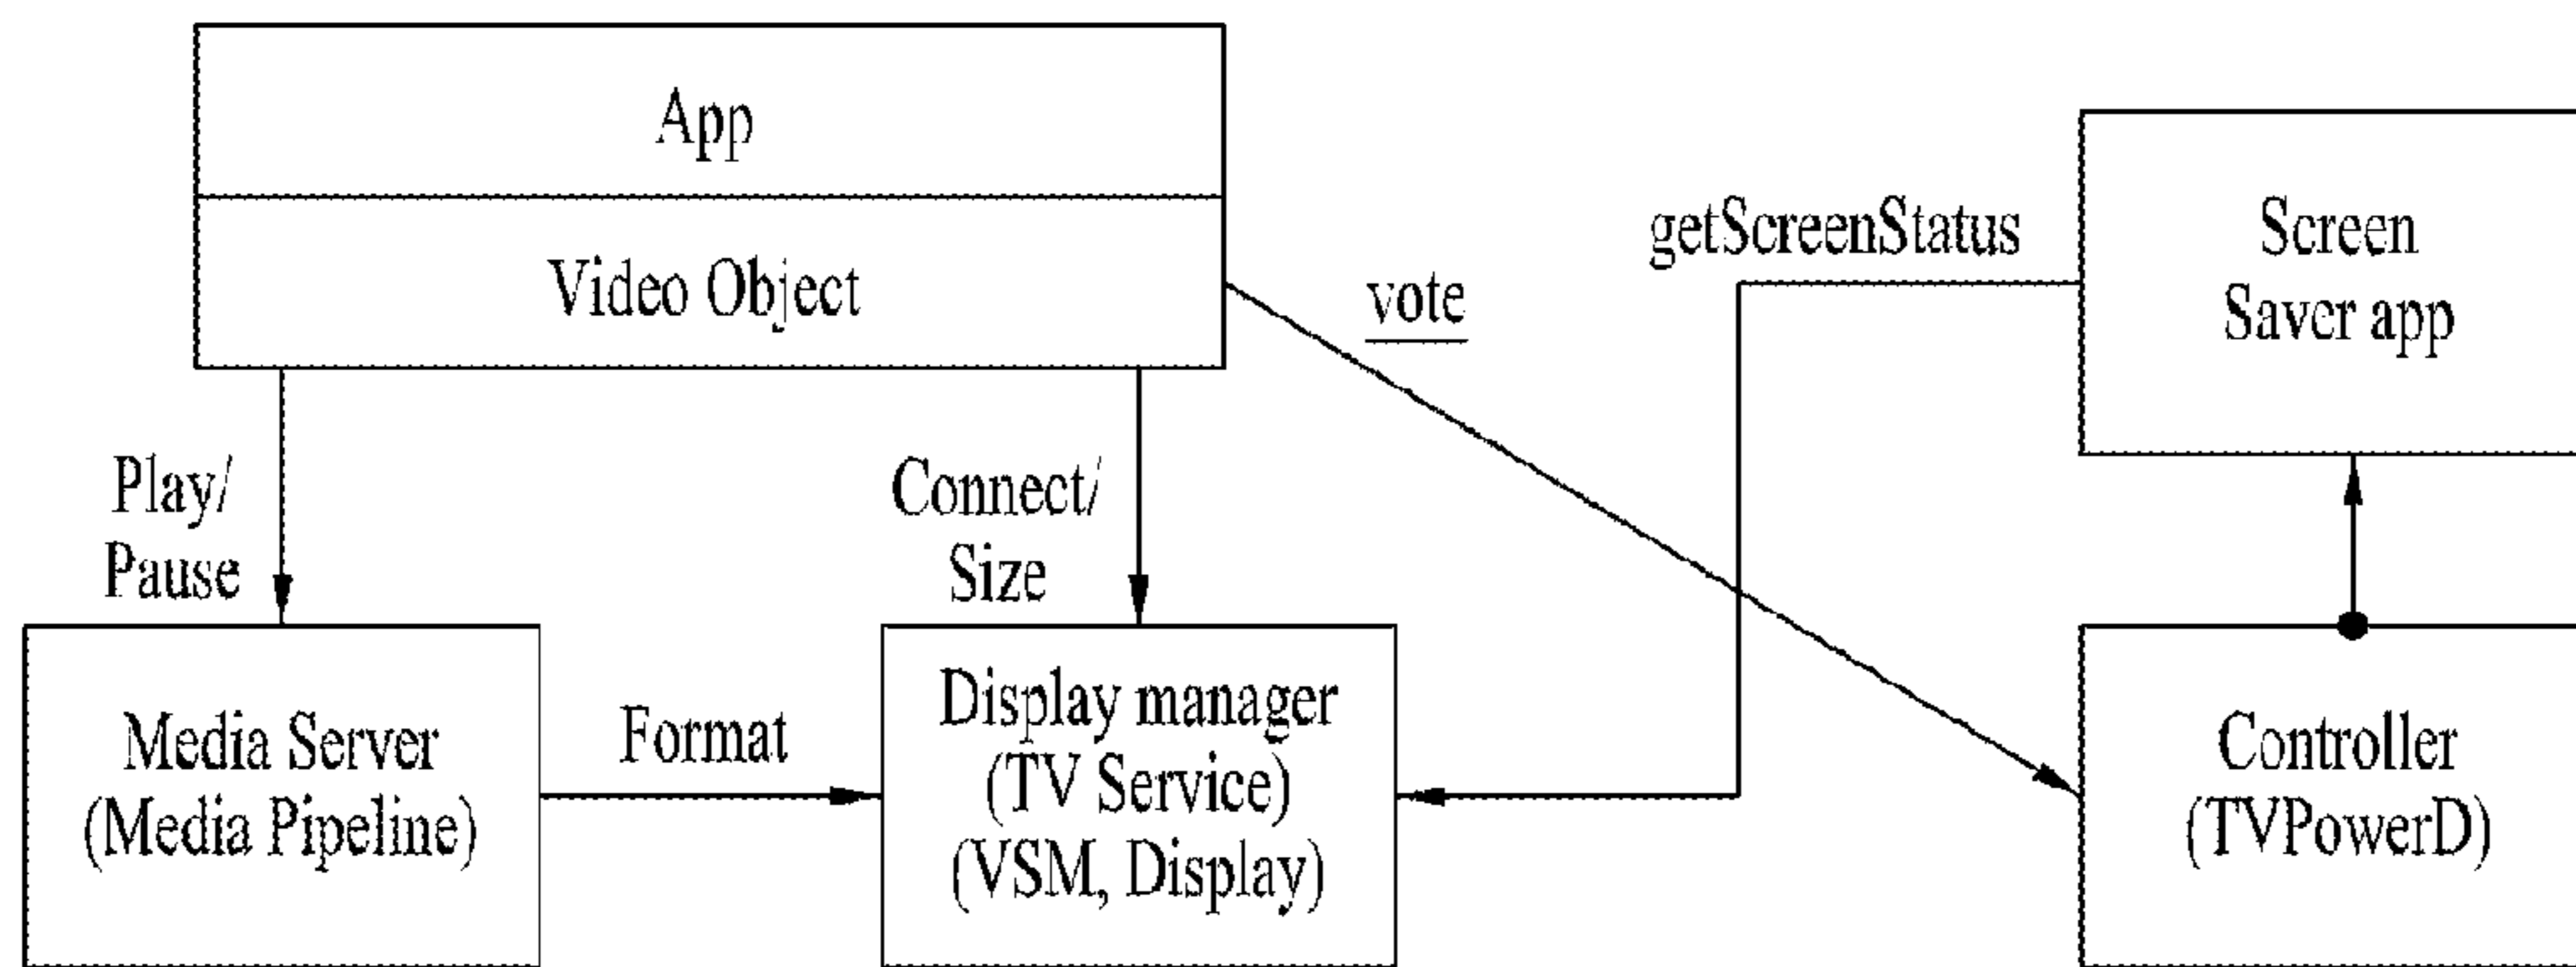 App
Video Object
vote
getScreenStatus
Screen
Saver app
Play/
Pause
Connect/
Size
Media Server
(Media Pipeline)
Format
Display manager
(TV Service)
(VSM, Display)
Controller
(TVPowerD)